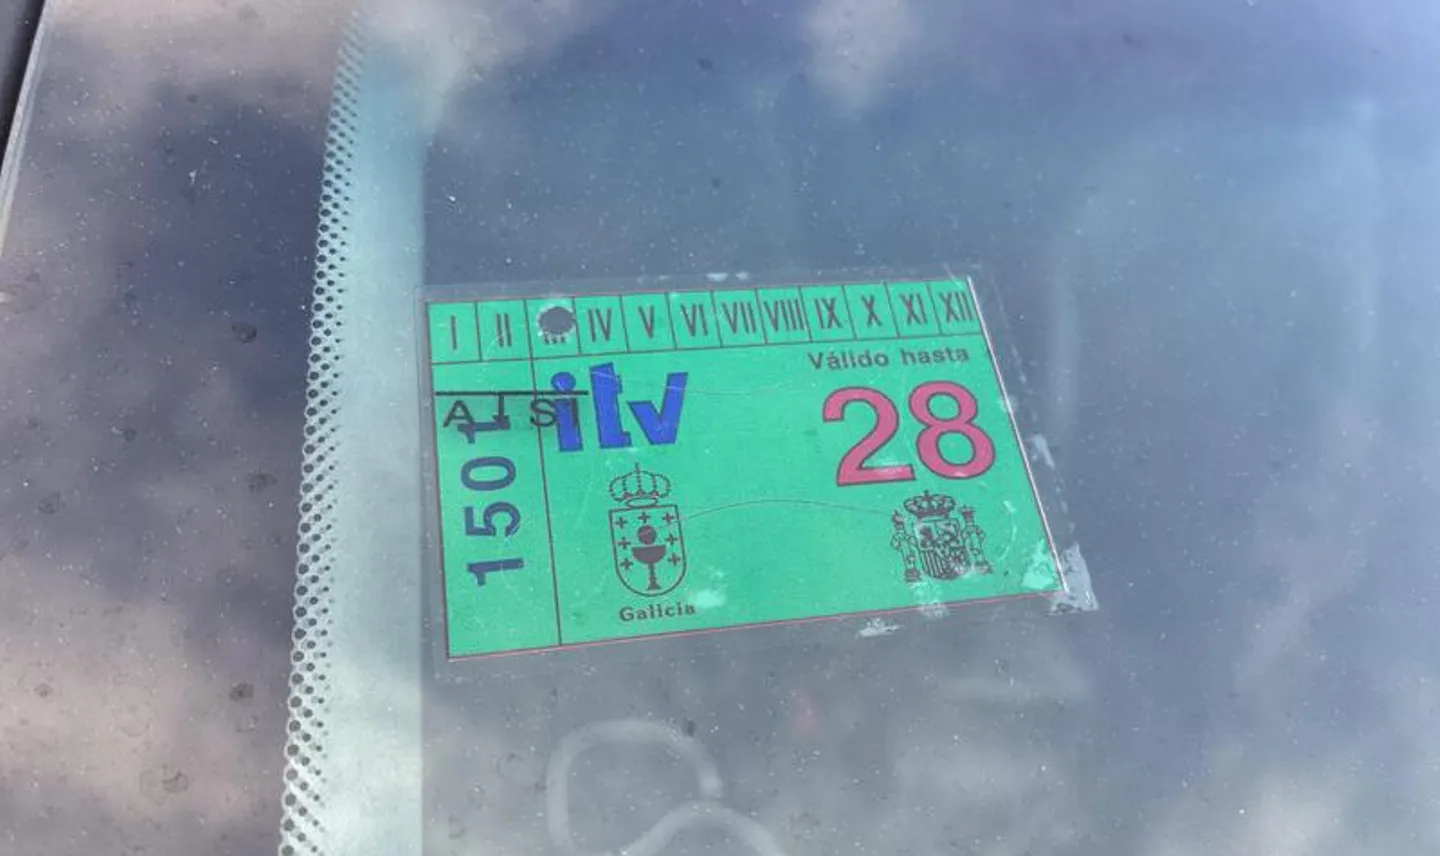 I II III IV V VI VII VIII IX X XI XII
Válido hasta
itv
28
1501
Galicia